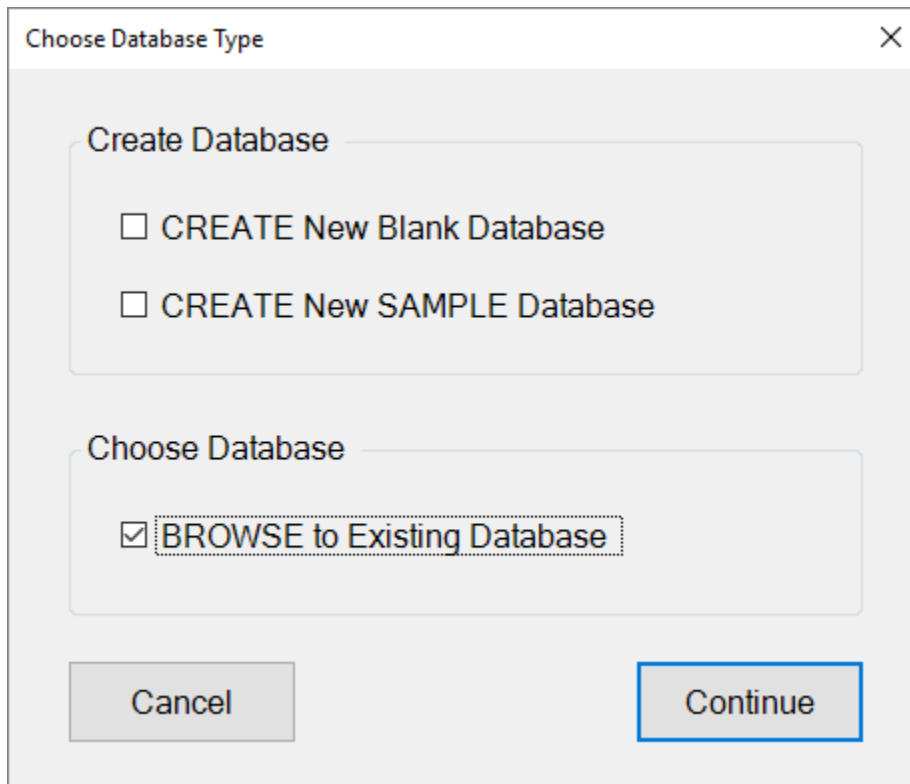 Choose Database Type
Create Database
CREATE New Blank Database
CREATE New SAMPLE Database
Choose Database
BROWSE to Existing Database
Cancel
Continue